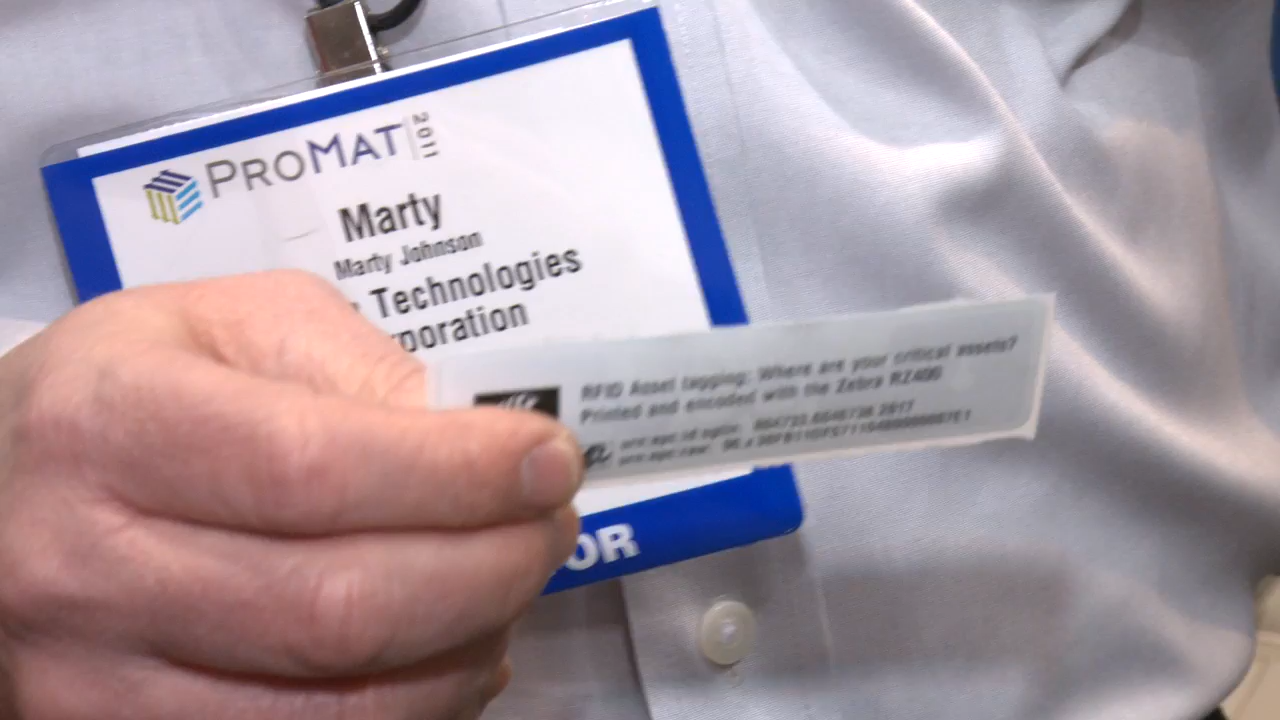 PROMAT 2011
Marty
Marty Johnson
Technologies
poration
RFID Asset tagging: Where are your critical assets?
Printed and encoded with the Zebra RZ400
OR